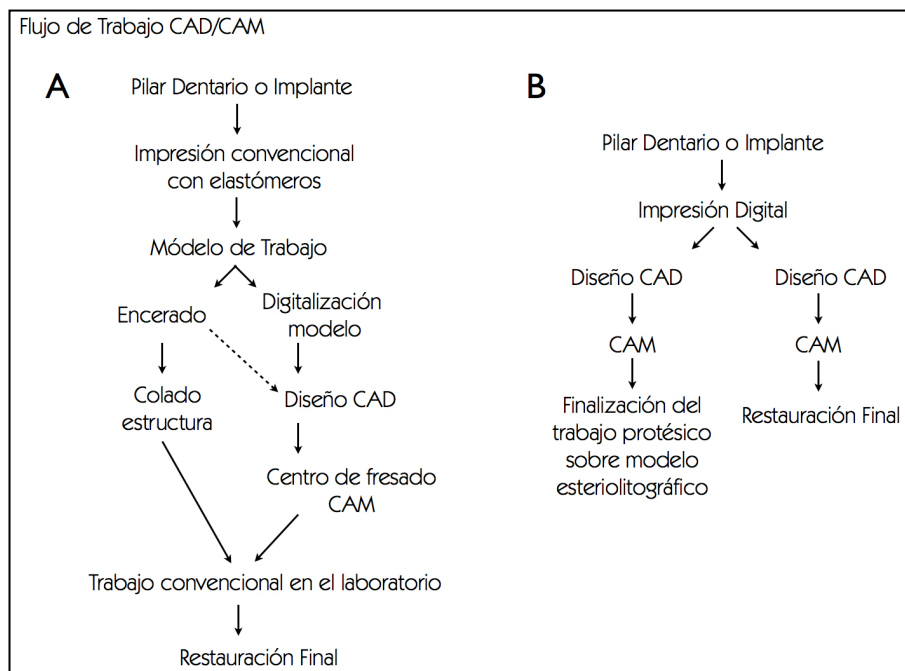 Flujo de Trabajo CAD/CAM
A
Pilar Dentario o Implante
Impresión convencional
con elastómeros
Módelo de Trabajo
Encerado
Digitalización
modelo
Colado
estructura
Diseño CAD
Centro de fresado
CAM
Trabajo convencional en el laboratorio
Restauración Final
B
Pilar Dentario o Implante
Impresión Digital
Diseño CAD
CAM
Finalización del
trabajo protésico
sobre modelo
esteriolitográfico
Diseño CAD
CAM
Restauración Final